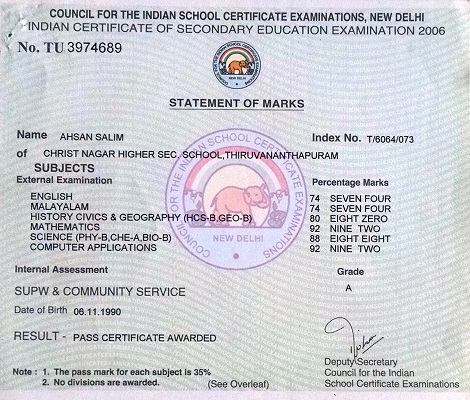 COUNCIL FOR THE INDIAN SCHOOL CERTIFICATE EXAMINATIONS, NEW DELHI
INDIAN CERTIFICATE OF SECONDARY EDUCATION EXAMINATION 2006
No. TU 3974689
NEW DELHI
STATEMENT OF MARKS
Name AHSAN SALIM Index No. T/6064/073
of CHRIST NAGAR HIGHER SEC. SCHOOL,THIRUVANANTHAPURAM
SUBJECTS
External Examination Percentage Marks
ENGLISH 74 SEVEN FOUR
MALAYALAM 74 SEVEN FOUR
HISTORY CIVICS & GEOGRAPHY (HCS-B,GEO-B) 80 EIGHT ZERO
MATHEMATICS 92 NINE TWO
SCIENCE (PHY-B,CHE-A,BIO-B) 88 EIGHT EIGHT
COMPUTER APPLICATIONS 92 NINE TWO
COUNCIL FOR THE INDIAN SCHOOL CERTIFICATE EXAMINATIONS
NEW DELHI
Internal Assessment Grade
SUPW & COMMUNITY SERVICE A
Date of Birth 06.11.1990
RESULT - PASS CERTIFICATE AWARDED
Deputy Secretary
Note : 1. The pass mark for each subject is 35% Council for the Indian
2. No divisions are awarded. (See Overleaf) School Certificate Examinations